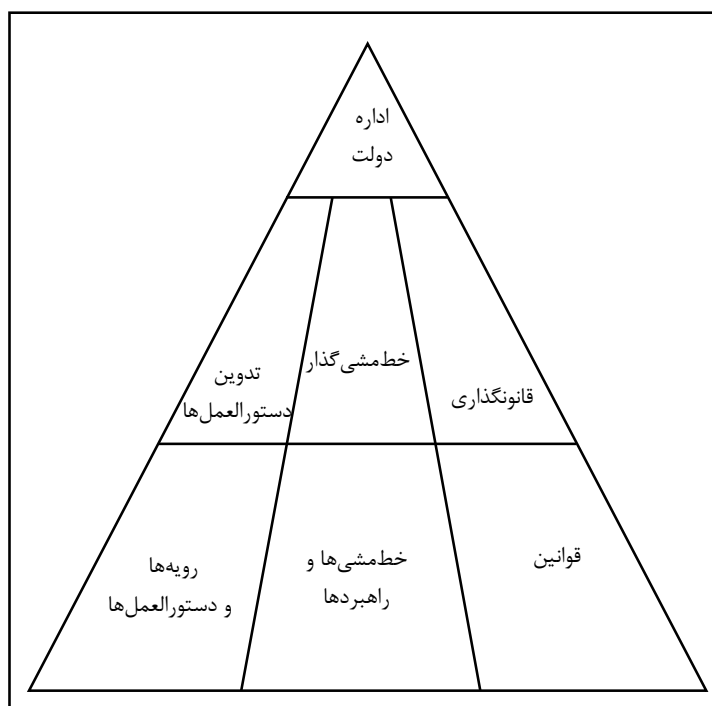 اداره
دولت
قانونگذاری
خط‌مشی‌گذار
تدوین
دستورالعمل‌ها
قوانین
خط‌مشی‌ها و
راهبردها
رویه‌ها
و دستورالعمل‌ها